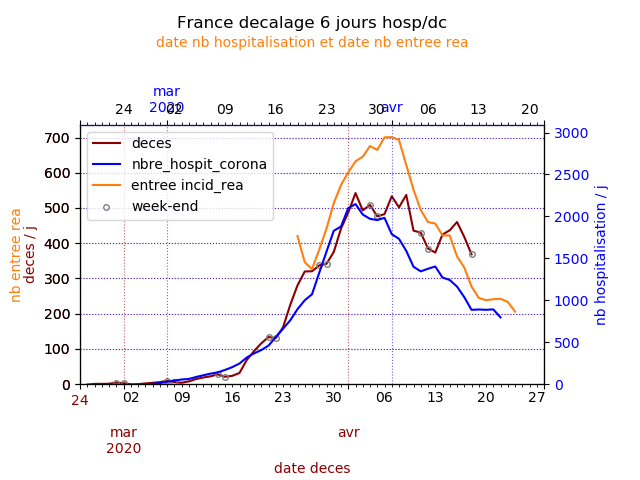 France decalage 6 jours hosp/dc
date nb hospitalisation et date nb entree rea
mar
2020
avr
24 02 09 16 23 30 06 13 20
deces
nbre_hospit_corona
entree incid_rea
week-end
700
600
500
400
300
200
100
0
nb entree rea
deces / j
3000
2500
2000
1500
1000
500
0
nb hospitalisation / j
24 02 09 16 23 30 06 13 20 27
mar
2020
avr
date deces